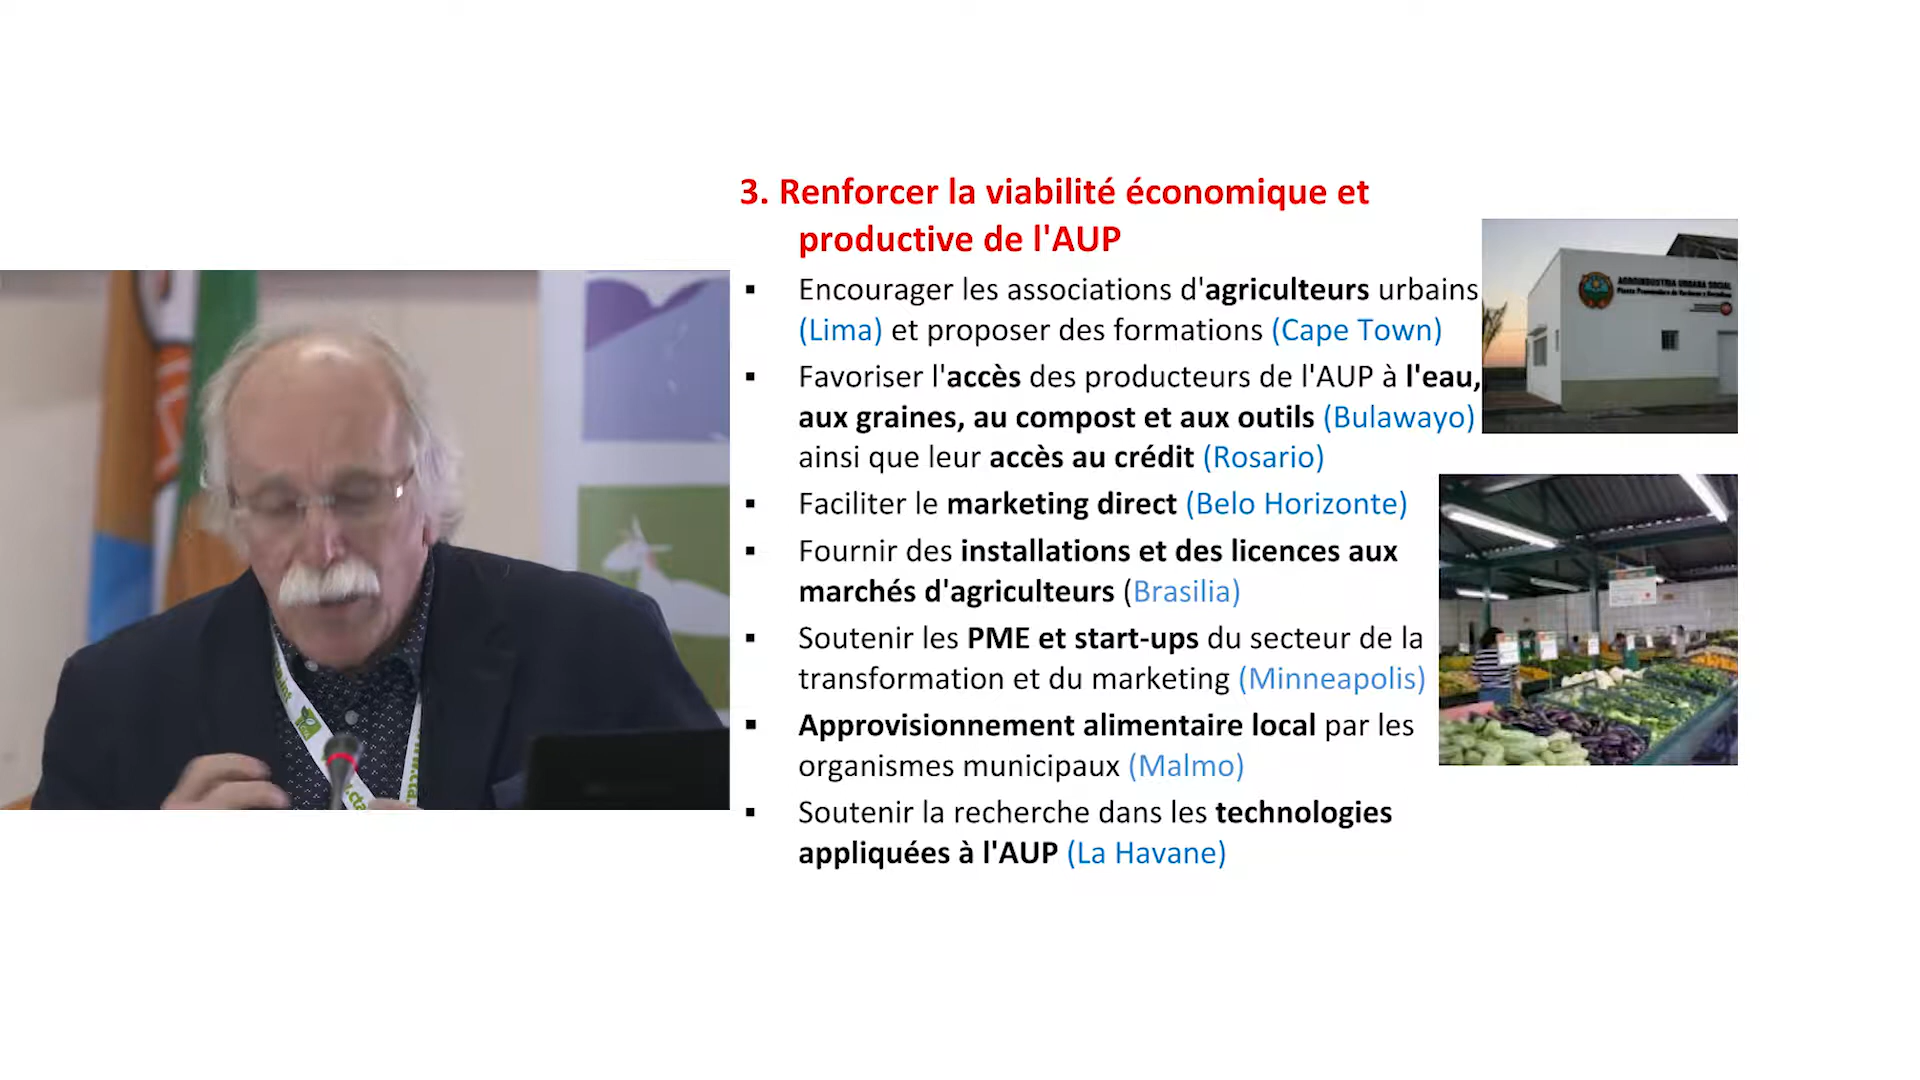 3. Renforcer la viabilité économique et
productive de l'AUP
▪ Encourager les associations d'agriculteurs urbains
(Lima) et proposer des formations (Cape Town)
▪ Favoriser l'accès des producteurs de l'AUP à l'eau,
aux graines, au compost et aux outils (Bulawayo)
ainsi que leur accès au crédit (Rosario)
▪ Faciliter le marketing direct (Belo Horizonte)
▪ Fournir des installations et des licences aux
marchés d'agriculteurs (Brasilia)
▪ Soutenir les PME et start-ups du secteur de la
transformation et du marketing (Minneapolis)
▪ Approvisionnement alimentaire local par les
organismes municipaux (Malmo)
▪ Soutenir la recherche dans les technologies
appliquées à l'AUP (La Havane)
AGROINDUSTRIA URBANA SOCIAL